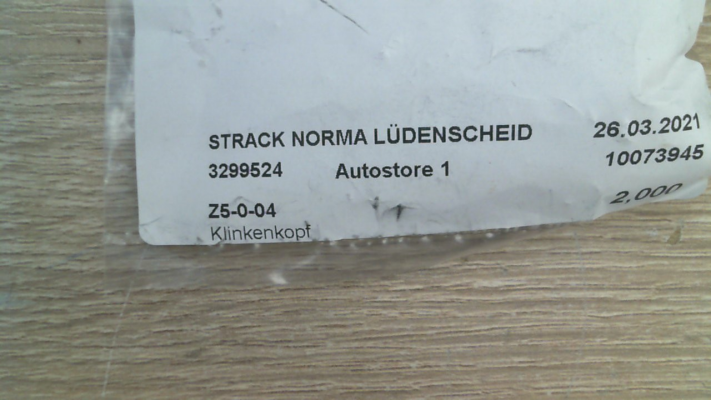 STRACK NORMA LÜDENSCHEID 26.03.2021
3299524 Autostore 1 10073945
Z5-0-04 2,000
Klinkenkopf